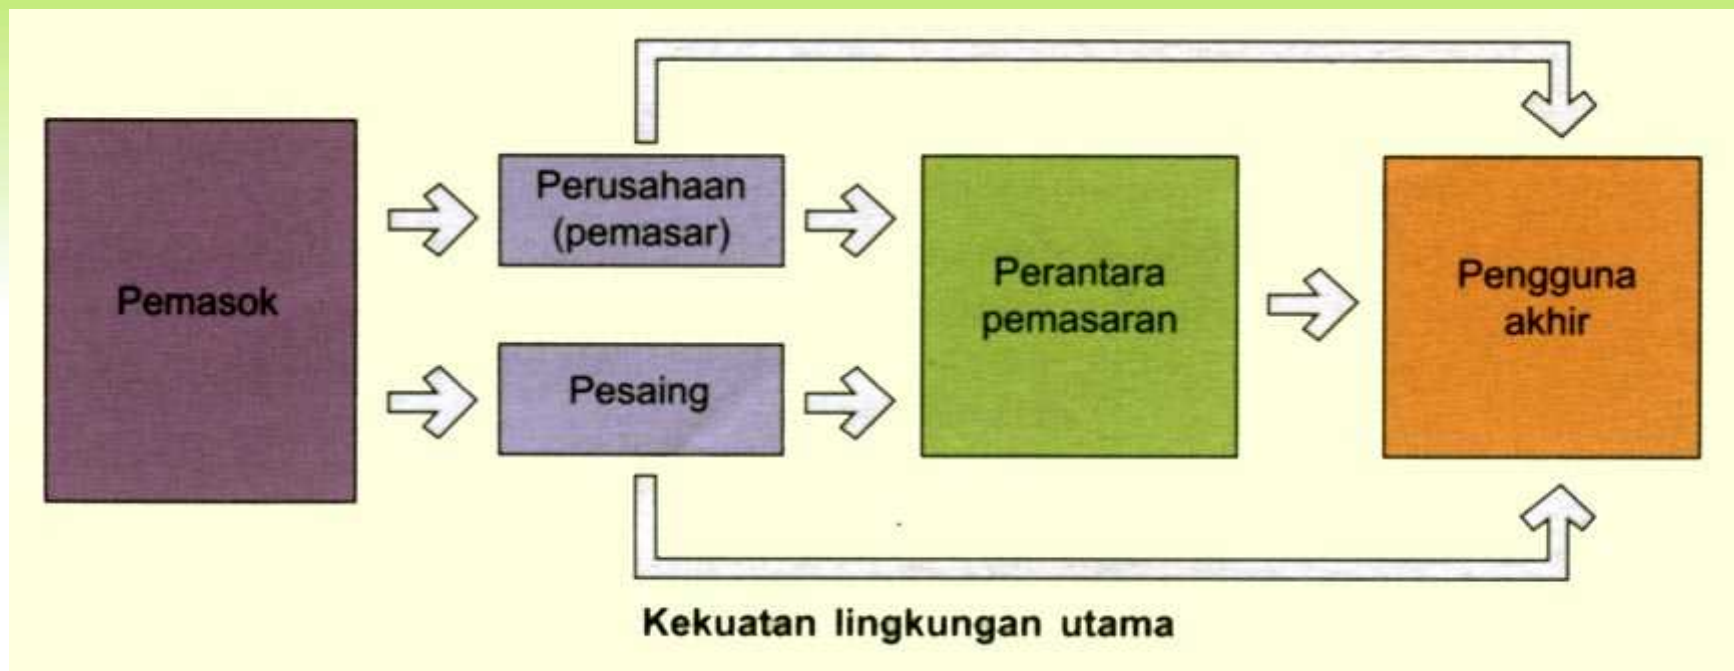 Pemasok
Perusahaan
(pemasar)
Pesaing
Perantara
pemasaran
Pengguna
akhir
Kekuatan lingkungan utama